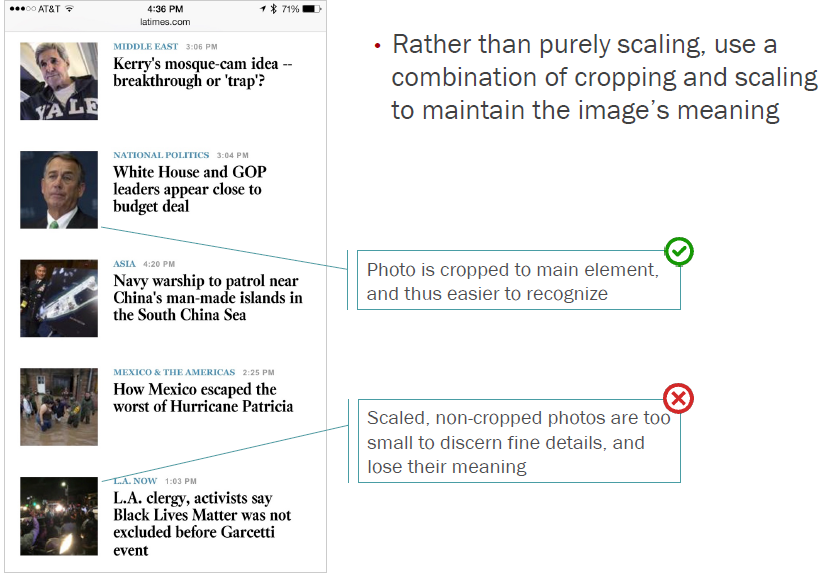 AT&T 4:36 PM 71%
latimes.com
MIDDLE EAST 3:06 PM
Kerry's mosque-cam idea --
breakthrough or 'trap'?
YALE
NATIONAL POLITICS 3:04 PM
White House and GOP
leaders appear close to
budget deal
ASIA 4:20 PM
Navy warship to patrol near
China's man-made islands in
the South China Sea
MEXICO & THE AMERICAS 2:25 PM
How Mexico escaped the
worst of Hurricane Patricia
L.A. NOW 1:03 PM
L.A. clergy, activists say
Black Lives Matter was not
excluded before Garcetti
event
• Rather than purely scaling, use a
combination of cropping and scaling
to maintain the image’s meaning
Photo is cropped to main element,
and thus easier to recognize
Scaled, non-cropped photos are too
small to discern fine details, and
lose their meaning